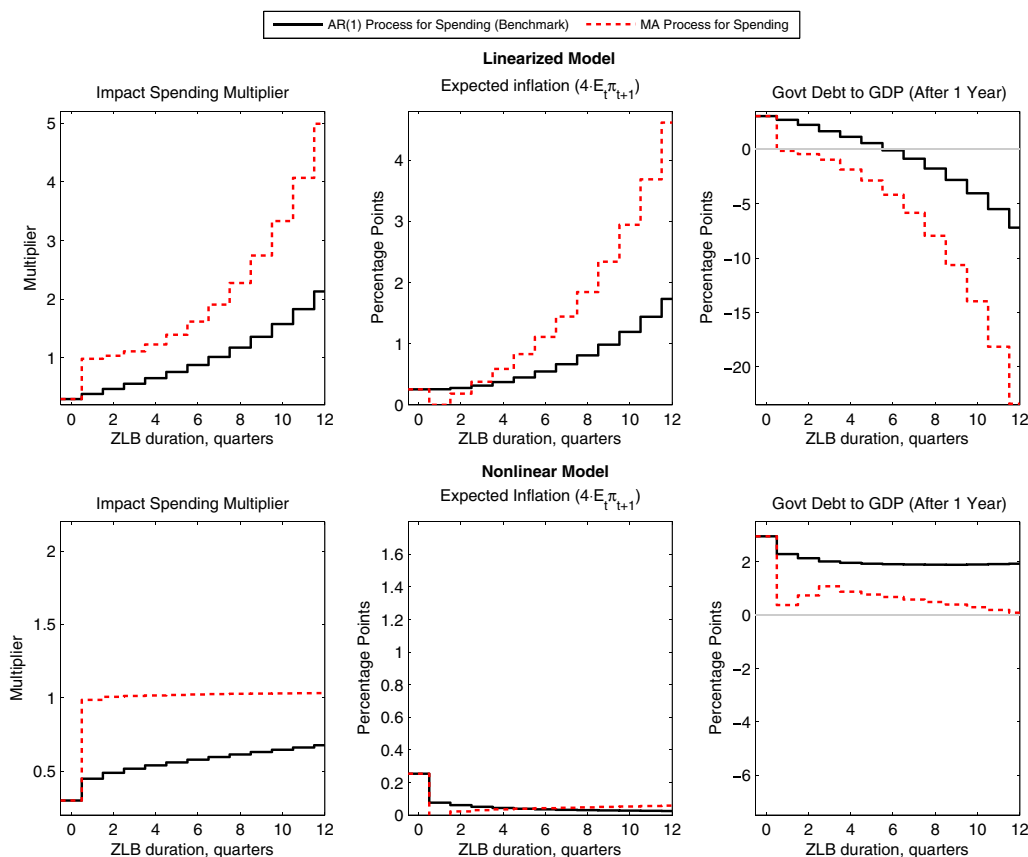 AR(1) Process for Spending (Benchmark) MA Process for Spending
Linearized Model
Impact Spending Multiplier
Expected inflation (4·E_tπ_{t+1})
Govt Debt to GDP (After 1 Year)
Multiplier
5
4
3
2
1
0 2 4 6 8 10 12
ZLB duration, quarters
Percentage Points
4
3
2
1
0
0 2 4 6 8 10 12
ZLB duration, quarters
Percentage Points
0
−5
−10
−15
−20
0 2 4 6 8 10 12
ZLB duration, quarters
Nonlinear Model
Impact Spending Multiplier
Expected Inflation (4·E_tπ_{t+1})
Govt Debt to GDP (After 1 Year)
Multiplier
2
1.5
1
0.5
0 2 4 6 8 10 12
ZLB duration, quarters
Percentage Points
1.6
1.4
1.2
1
0.8
0.6
0.4
0.2
0
0 2 4 6 8 10 12
ZLB duration, quarters
Percentage Points
2
0
−2
−4
−6
0 2 4 6 8 10 12
ZLB duration, quarters